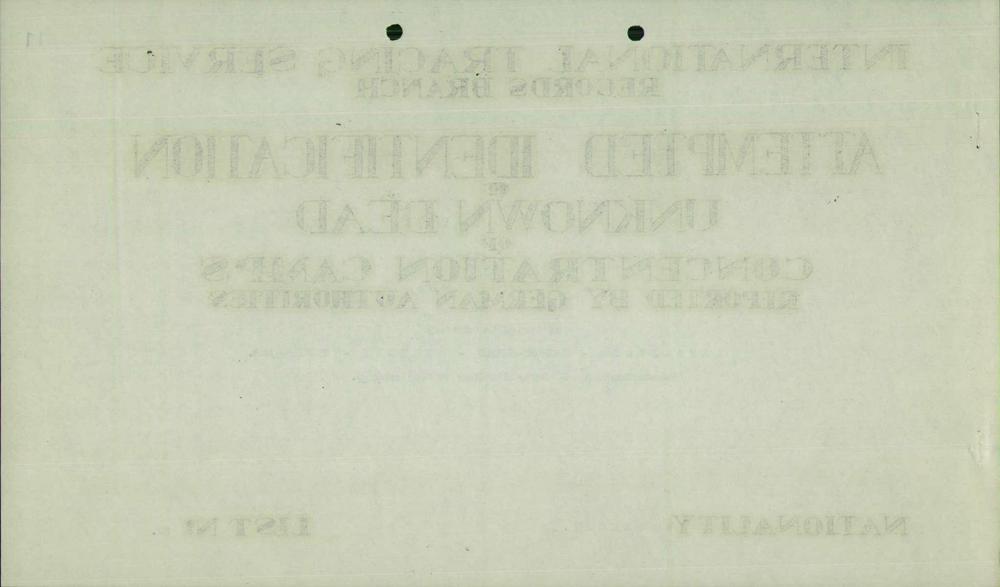 INTERNATIONAL TRACING SERVICE
RECORDS BRANCH
ATTEMPTED IDENTIFICATION
OF
UNKNOWN DEAD
OF
CONCENTRATION CAMPS
REPORTED BY GERMAN AUTHORITIES
NATIONALITY
LIST No